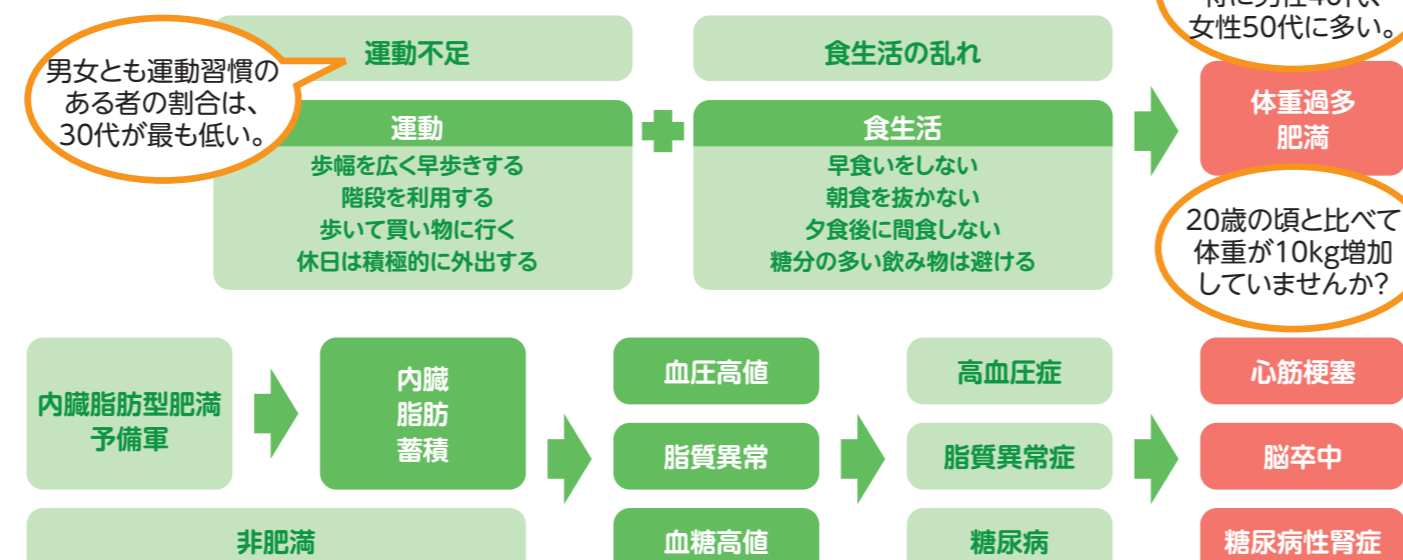 女性50代に多い。
男女とも運動習慣の
ある者の割合は、
30代が最も低い。
運動不足
運動
歩幅を広く早歩きする
階段を利用する
歩いて買い物に行く
休日は積極的に外出する
食生活の乱れ
食生活
早食いをしない
朝食を抜かない
夕食後に間食しない
糖分の多い飲み物は避ける
体重過多
肥満
20歳の頃と比べて
体重が10kg増加
していませんか?
内臓脂肪型肥満
予備軍
内臓
脂肪
蓄積
非肥満
血圧高値
脂質異常
血糖高値
高血圧症
脂質異常症
糖尿病
心筋梗塞
脳卒中
糖尿病性腎症